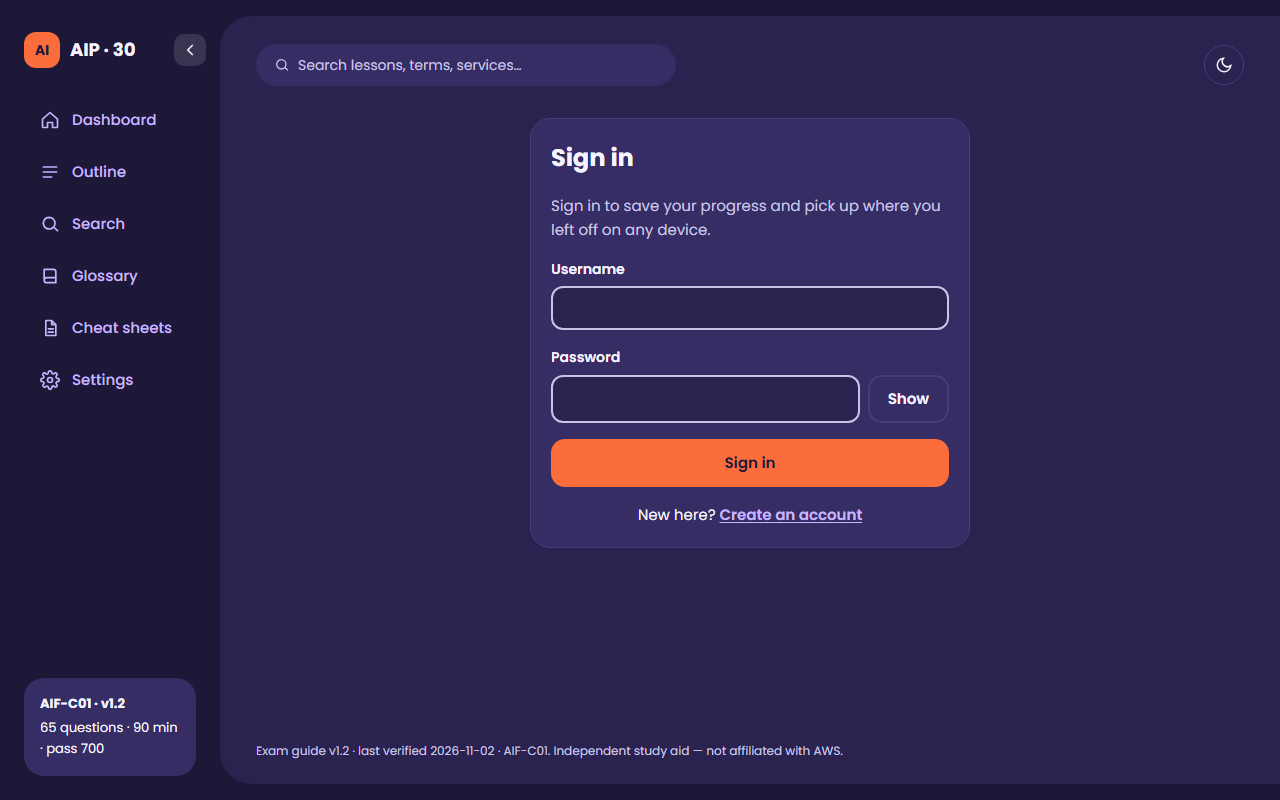 AI
AIP · 30
Dashboard
Outline
Search
Glossary
Cheat sheets
Settings
AIF-C01 · v1.2
65 questions · 90 min
· pass 700
Search lessons, terms, services…
Sign in
Sign in to save your progress and pick up where you
left off on any device.
Username
Password
Show
Sign in
New here? Create an account
Exam guide v1.2 · last verified 2026-11-02 · AIF-C01. Independent study aid — not affiliated with AWS.